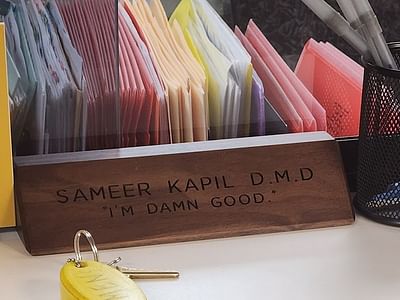 SAMEER KAPIL D.M.D
"I'M DAMN GOOD."